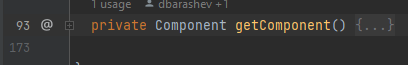 1 usage dbarashev +1
93 @ private Component getComponent() {...}
173